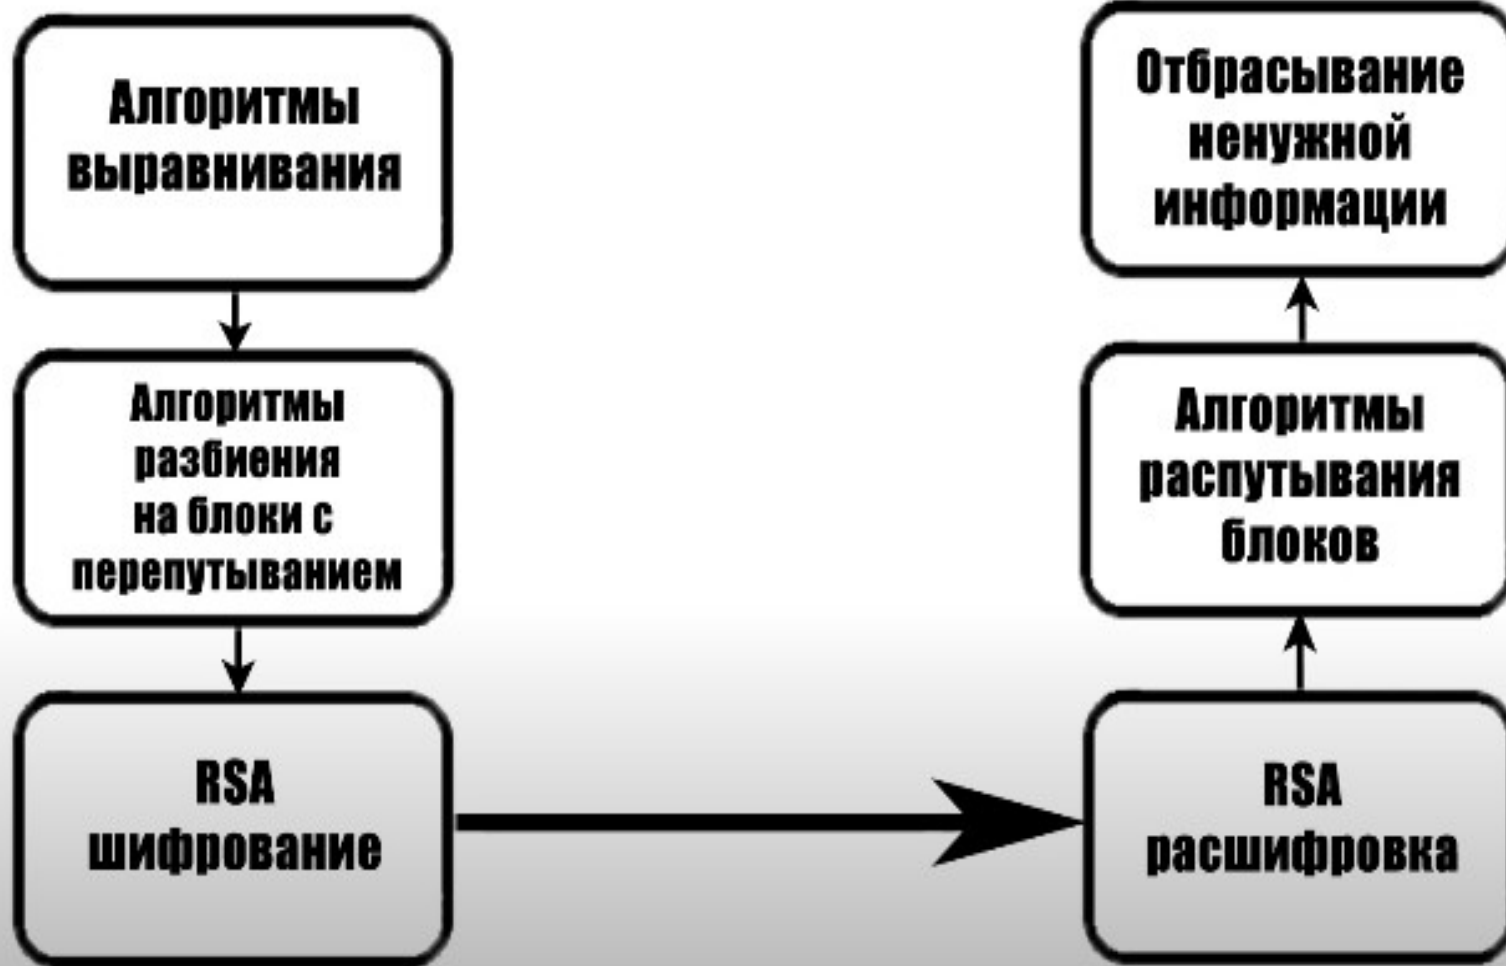 Алгоритмы
выравнивания
Алгоритмы
разбиения
на блоки с
перепутыванием
RSA
шифрование
Отбрасывание
ненужной
информации
Алгоритмы
распутывания
блоков
RSA
расшифровка